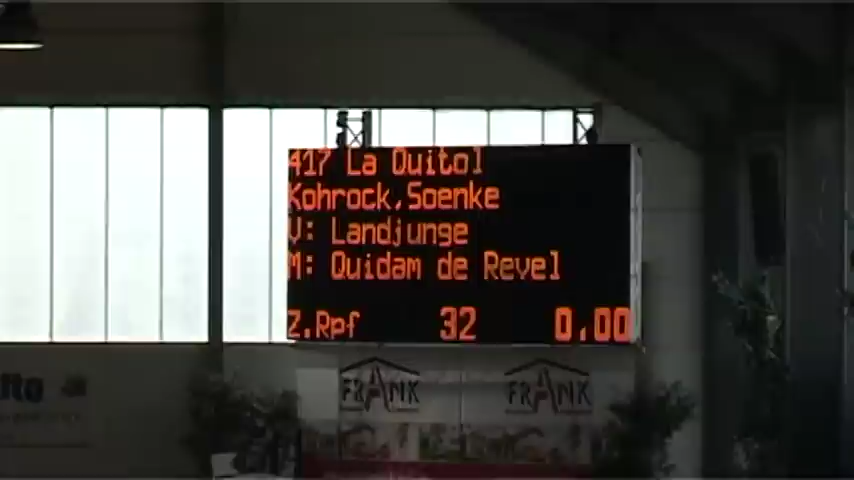 417 La Quitol
Kohrock,Soenke
V: Landjunge
M: Quidam de Revel
Z.Rpf 32 0.00
FRANK FRANK